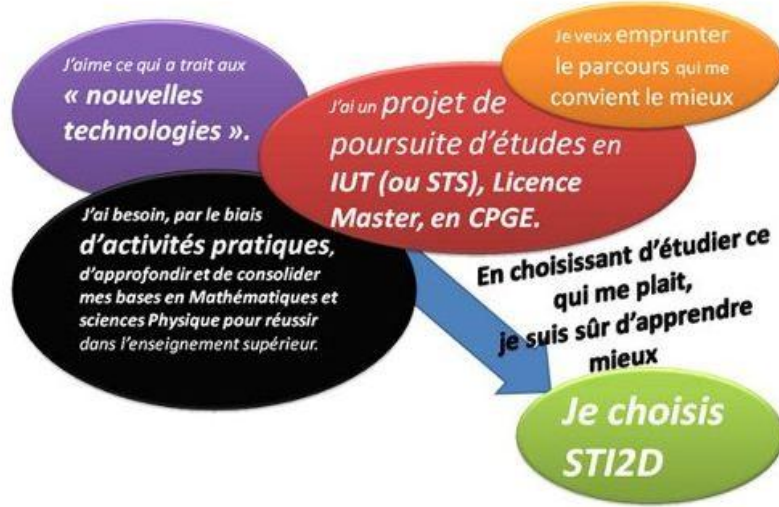 J'aime ce qui a trait aux
« nouvelles
technologies ».
J'ai un projet de
poursuite d'études en
IUT (ou STS), Licence
Master, en CPGE.
Je veux emprunter
le parcours qui me
convient le mieux
J'ai besoin, par le biais
d'activités pratiques,
d'approfondir et de consolider
mes bases en Mathématiques et
sciences Physique pour réussir
dans l'enseignement supérieur.
En choisissant d'étudier ce
qui me plait,
je suis sûr d'apprendre
mieux
Je choisis
STI2D